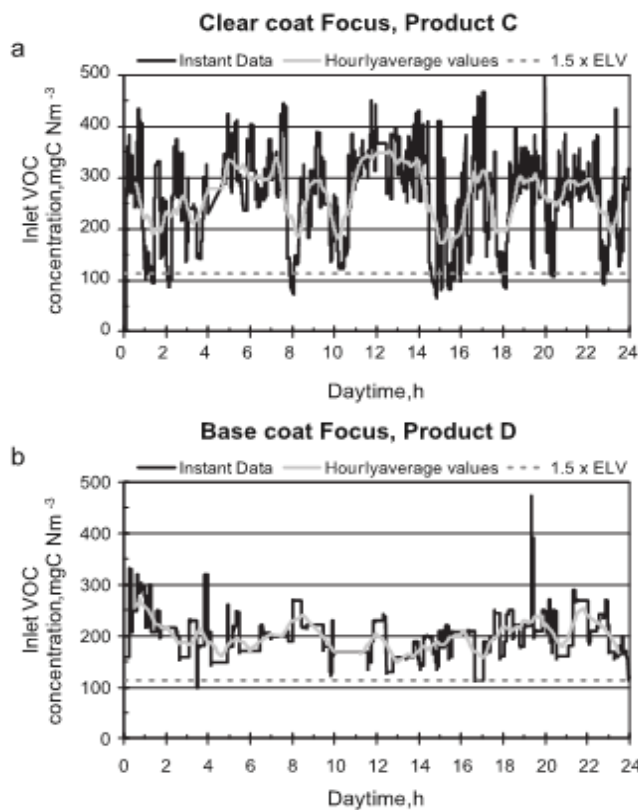 Clear coat Focus, Product C
a
Instant Data Hourlyaverage values 1.5 x ELV
500
400
300
200
100
0
Inlet VOC
concentration,mgC Nm -3
0 2 4 6 8 10 12 14 16 18 20 22 24
Daytime,h
Base coat Focus, Product D
b
Instant Data Hourlyaverage values 1.5 x ELV
500
400
300
200
100
0
Inlet VOC
concentration,mgC Nm -3
0 2 4 6 8 10 12 14 16 18 20 22 24
Daytime,h